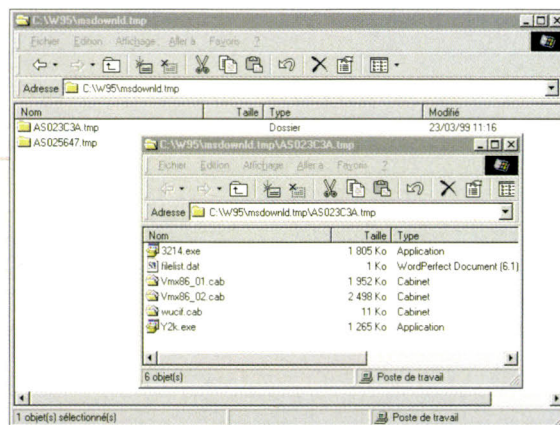 C:\W95\msdownld.tmp
Fichier Edition Affichage Aller à Favoris ?
Adresse C:\W95\msdownld.tmp
Nom Taille Type Modifié
AS023C3A.tmp Dossier 23/03/99 11:16
AS025647.tmp
C:\W95\msdownld.tmp\AS023C3A.tmp
Fichier Edition Affichage Aller à Favoris ?
Adresse C:\W95\msdownld.tmp\AS023C3A.tmp
Nom Taille Type
3214.exe 1 805 Ko Application
filelist.dat 1 Ko WordPerfect Document (6.1)
Vmx86_01.cab 1 952 Ko Cabinet
Vmx86_02.cab 2 498 Ko Cabinet
wucif.cab 11 Ko Cabinet
Y2k.exe 1 265 Ko Application
6 objet(s) Poste de travail
1 objet(s) sélectionné(s) Poste de travail